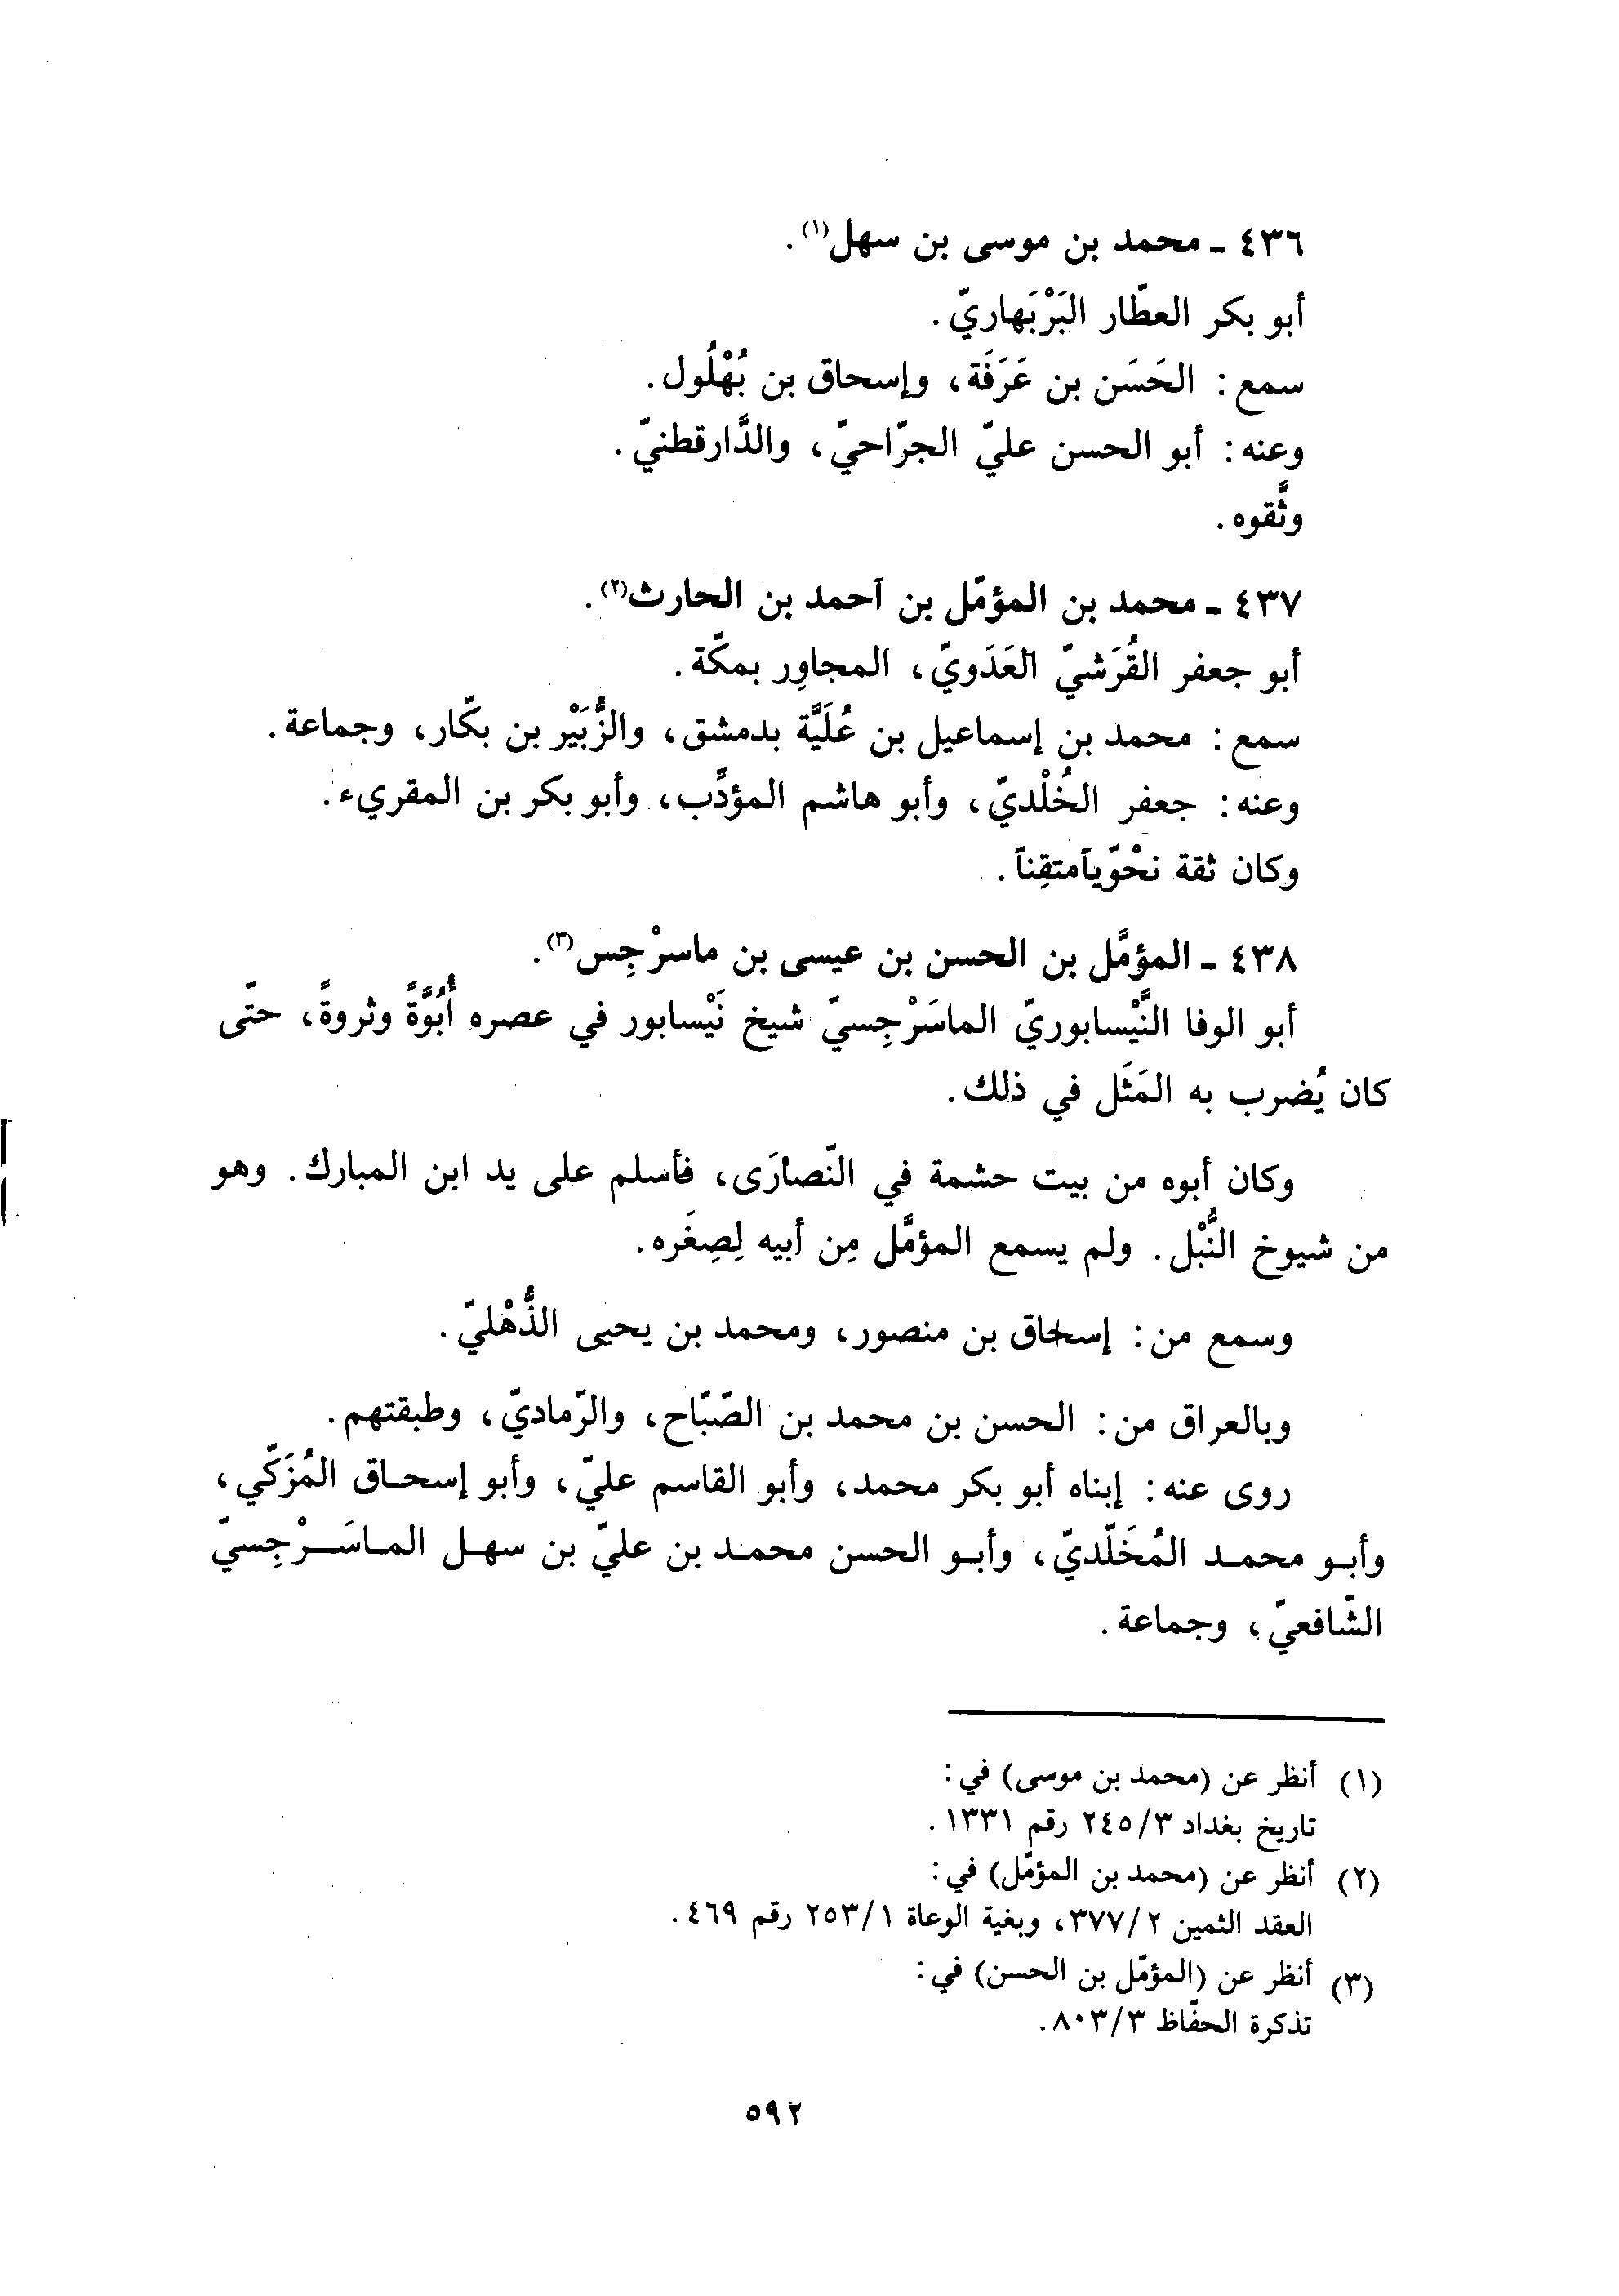 ٤٣٦ - محمد بن موسى بن سهل(١).
أبو بكر العطّار البَرْبَهاريّ.
سمع: الحَسَن بن عَرَفَة، وإسحاق بن بُهْلُول.
وعنه: أبو الحسن عليّ الجرّاحيّ، والدَّارقطنيّ.
وثَّقوه.
٤٣٧ - محمد بن المؤمّل بن آحمد بن الحارث(٢).
أبو جعفر القُرَشيّ العَدَويّ، المجاوِر بمكّة.
سمع: محمد بن إسماعيل بن عُلَيَّة بدمشق، والزُّبَيْر بن بكّار، وجماعة.
وعنه: جعفر الخُلْديّ، وأبو هاشم المؤدِّب، وأبو بكر بن المقريء.
وكان ثقة نحْوّياً متقِناً.
٤٣٨ - المؤمَّل بن الحسن بن عيسى بن ماسرْجِس(٣).
أبو الوفا النَّيْسابوريّ الماسَرْجِسيّ شيخ نَيْسابور في عصره أُبُوَّةً وثروةً، حتّى
كان يُضرب به المَثَل في ذلك.
وكان أبوه من بيت حشمة في النّصارَى، فأسلم على يد ابن المبارك. وهو
من شيوخ النُّبْل. ولم يسمع المؤمَّل مِن أبيه لِصِغَره.
وسمع من: إسحاق بن منصور، ومحمد بن يحيى الذُّهْليّ.
وبالعراق من: الحسن بن محمد بن الصّبّاح، والرّماديّ، وطبقتهم.
روى عنه: إبناه أبو بكر محمد، وأبو القاسم عليّ، وأبو إسحاق المُزَكّي،
وأبو محمد المُخَلّديّ، وأبو الحسن محمد بن عليّ بن سهل الماسَرْجِسيّ
الشّافعيّ، وجماعة.
(١) أنظر عن (محمد بن موسى) في:
تاريخ بغداد ٢٤٥/٣ رقم ١٣٣١.
(٢) أنظر عن (محمد بن المؤمّل) في:
العقد الثمين ٣٧٧/٢، وبغية الوعاة ٢٥٣/١ رقم ٤٦٩.
(٣) أنظر عن (المؤمّل بن الحسن) في:
تذكرة الحفّاظ ٨٠٣/٣.
٥٩٢